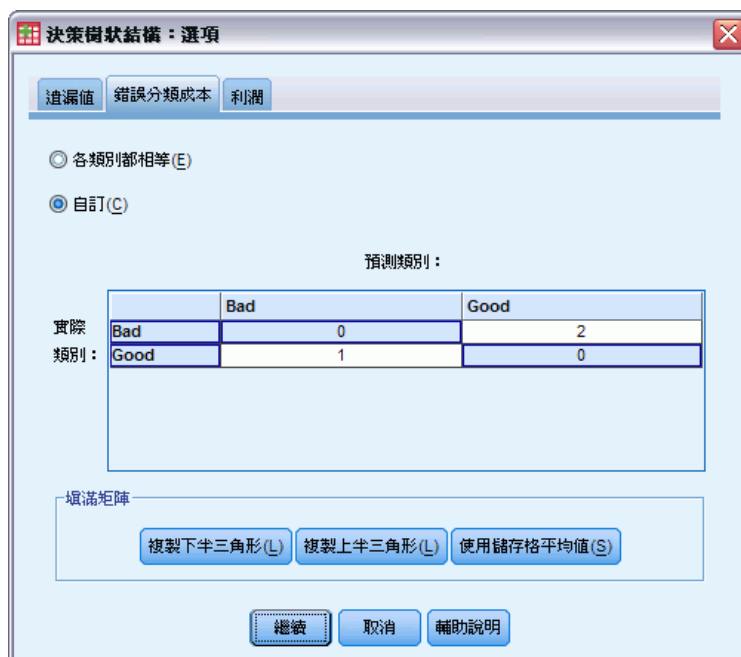 決策樹狀結構：選項
遺漏值 錯誤分類成本 利潤
各類別都相等(E)
自訂(C)
預測類別：
Bad Good
實際 Bad 0 2
類別： Good 1 0
填滿矩陣
複製下半三角形(L) 複製上半三角形(L) 使用儲存格平均值(S)
繼續 取消 輔助說明